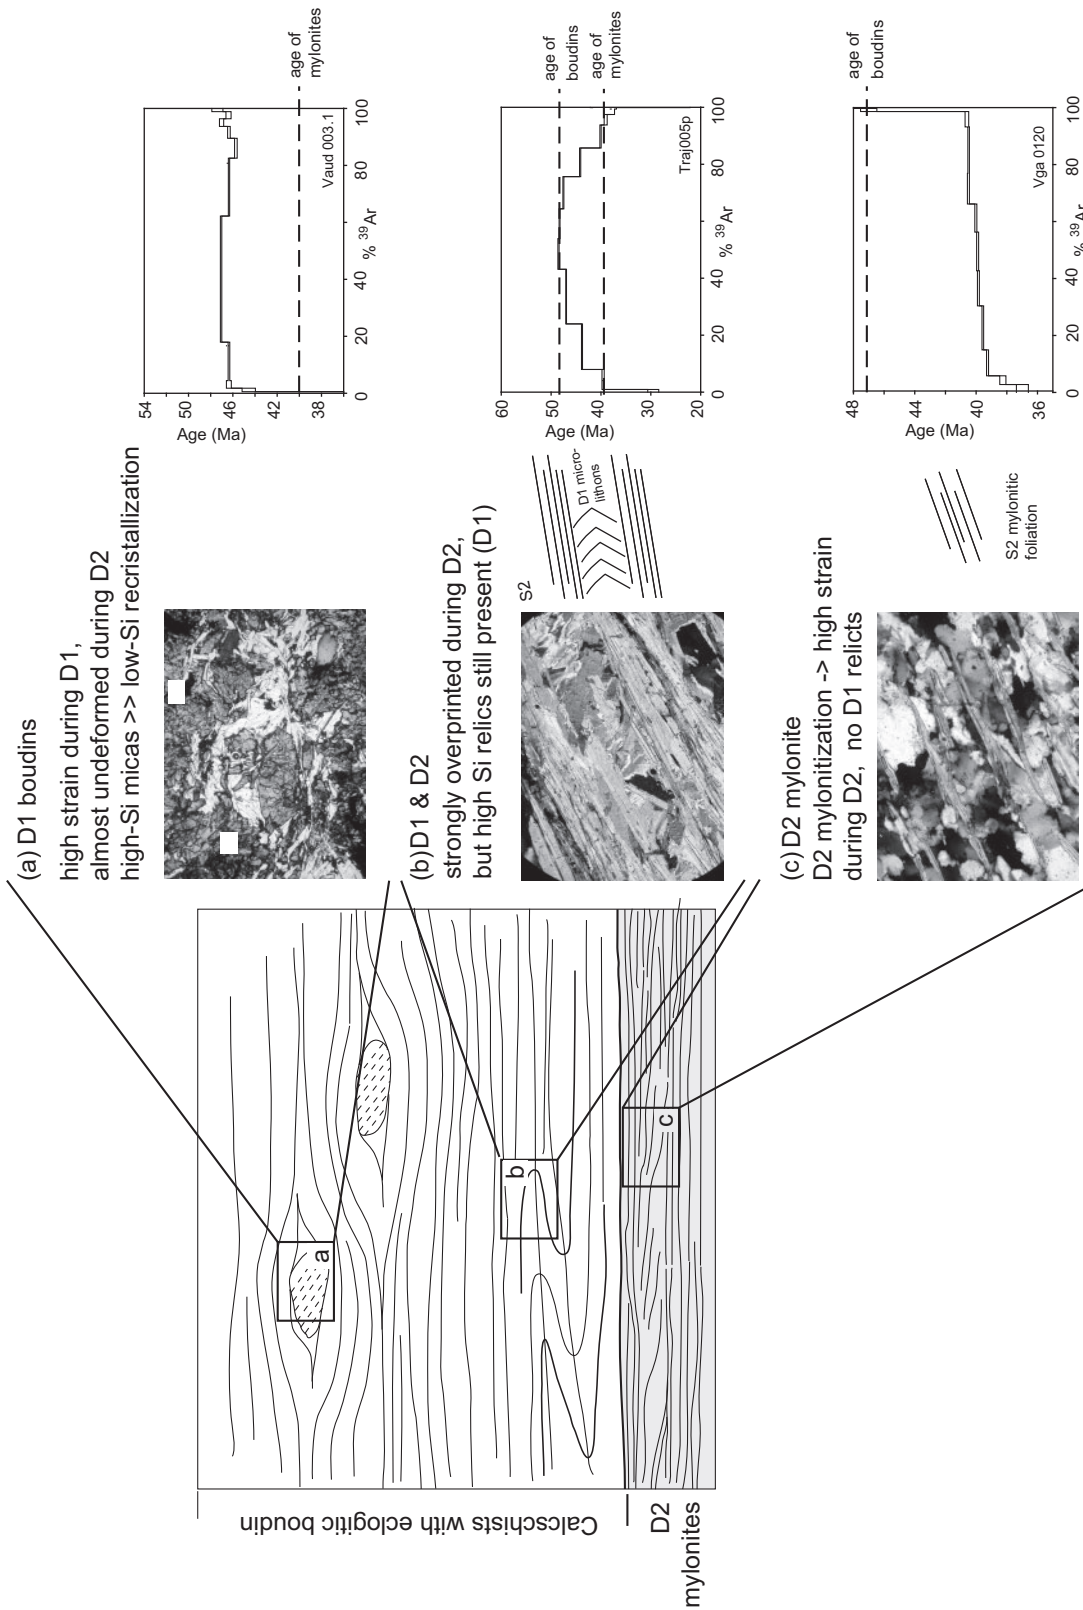 (a) D1 boudins
high strain during D1,
almost undeformed during D2
high-Si micas >> low-Si recristallization
54
50
46
42
38
Age (Ma)
0
20
40
60
80
100
% 39Ar
Vaud 003.1
age of
mylonites
(b) D1 & D2
strongly overprinted during D2,
but high Si relics still present (D1)
S2
D1 micro-
lithons
60
50
40
30
20
Age (Ma)
0
20
40
60
80
100
% 39Ar
Traj005p
age of
boudins
age of
mylonites
(c) D2 mylonite
D2 mylonitization -> high strain
during D2, no D1 relicts
S2 mylonitic
foliation
48
44
40
36
Age (Ma)
0
20
40
60
80
100
% 39Ar
Vga 0120
age of
boudins
Calcschists with eclogitic boudin
D2
mylonites
a
b
c